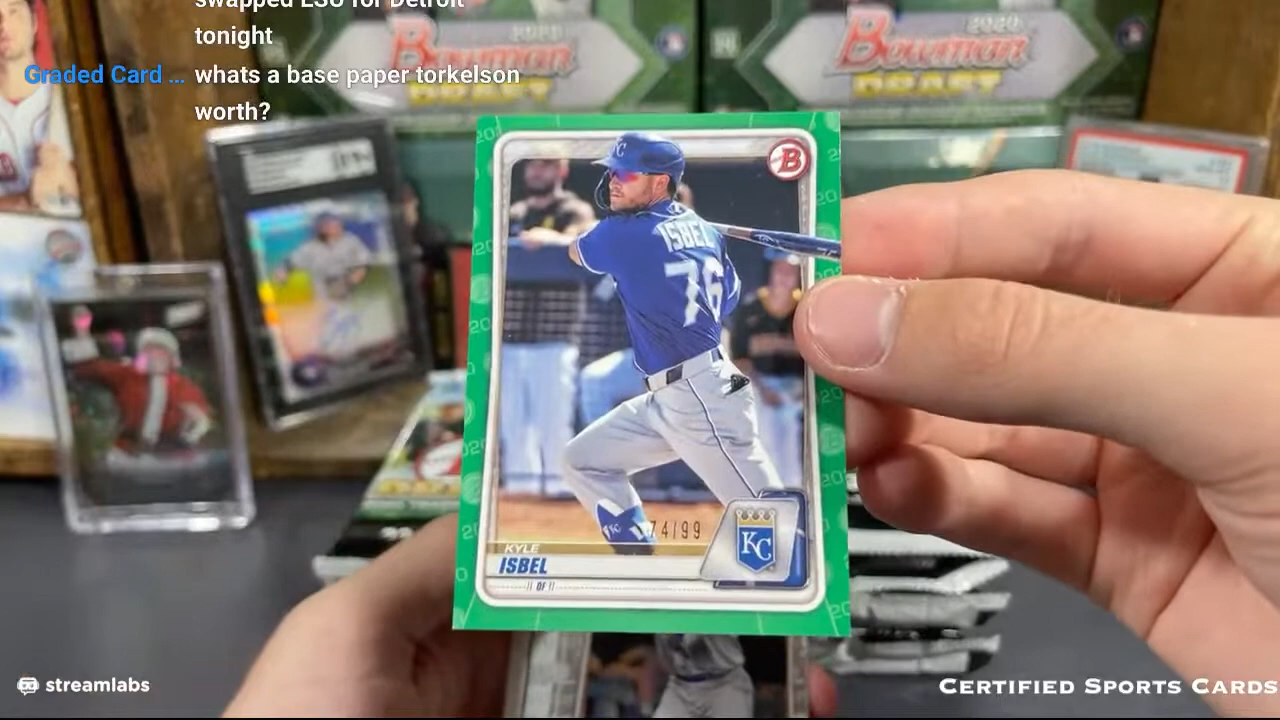 swapped LSU for Detroit
tonight
Graded Card ... whats a base paper torkelson
worth?
2020
Bowman
DRAFT
2020
Bowman
DRAFT
KC
B
ISBEL
76
74/99
KYLE
ISBEL
KC
// OF //
streamlabs
CERTIFIED SPORTS CARDS